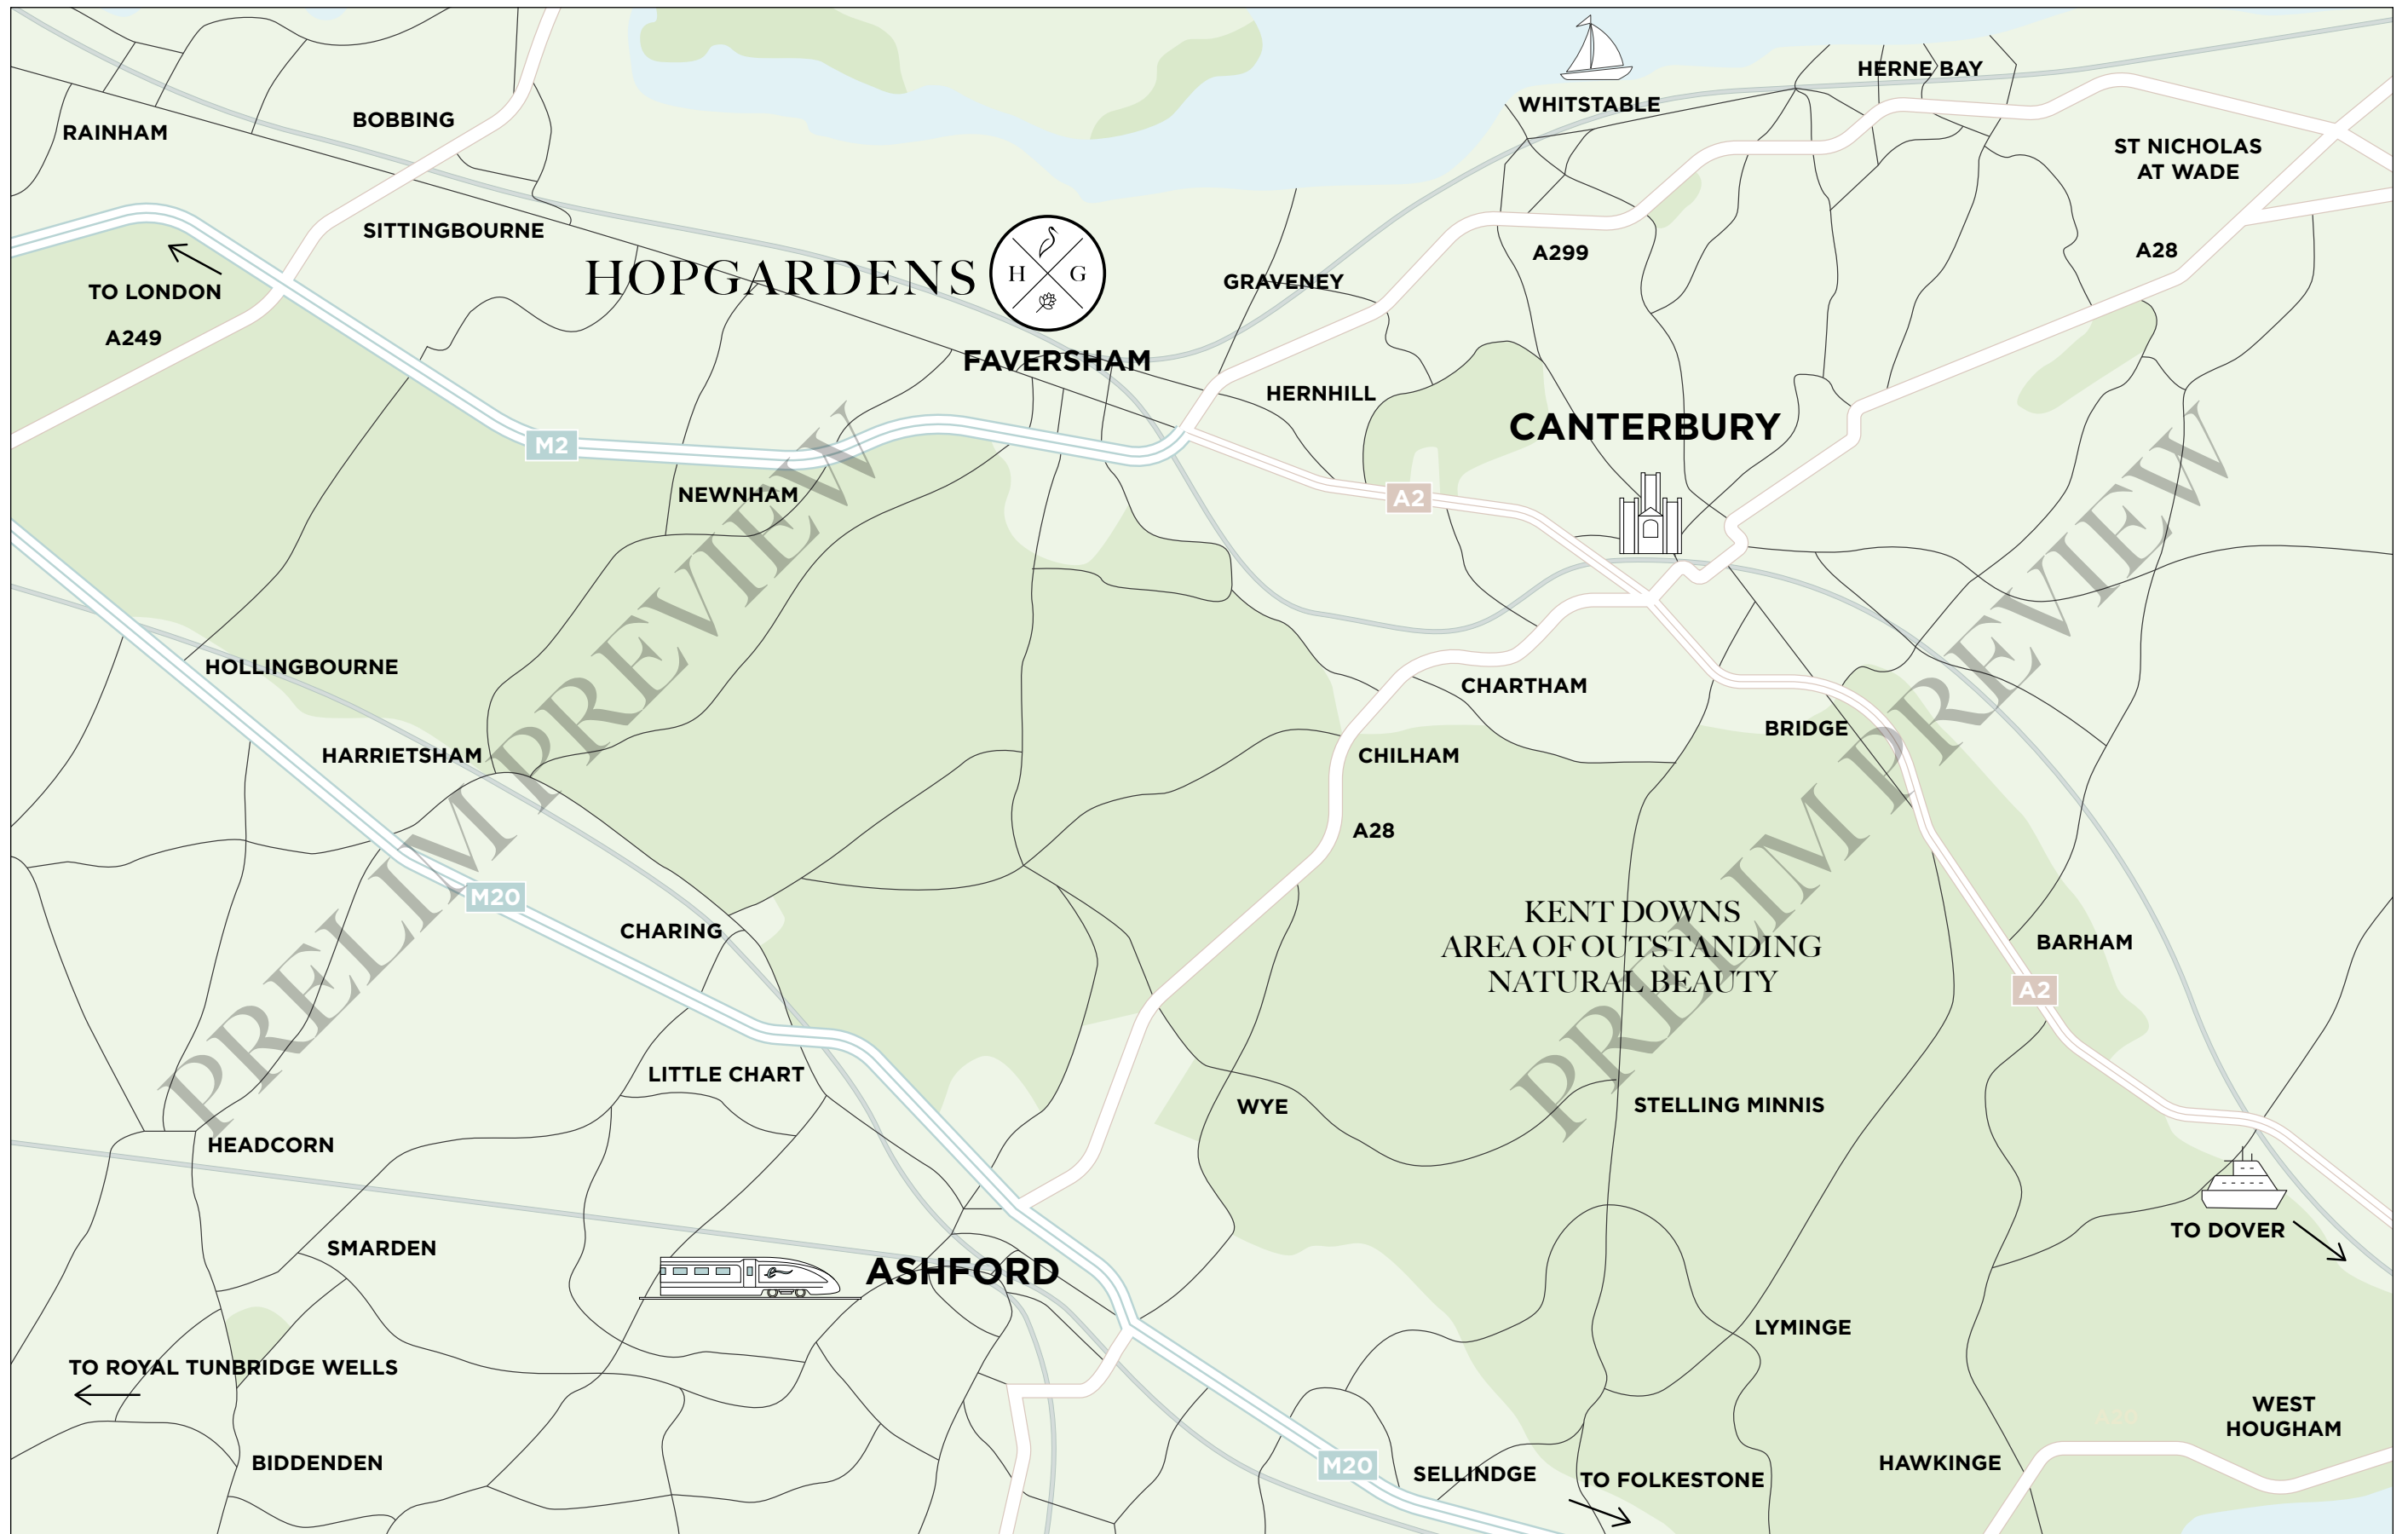 HERNE BAY
WHITSTABLE
BOBBING
RAINHAM
ST NICHOLAS
AT WADE
SITTINGBOURNE
A299
A28
HOPGARDENS
H G
GRAVENEY
TO LONDON
A249
FAVERSHAM
HERNHILL
CANTERBURY
M2
NEWNHAM
A2
PRELIM PREVIEW
PRELIM PREVIEW
HOLLINGBOURNE
CHARTHAM
BRIDGE
HARRIETSHAM
CHILHAM
A28
M20
KENT DOWNS
AREA OF OUTSTANDING
NATURAL BEAUTY
CHARING
BARHAM
A2
LITTLE CHART
WYE
STELLING MINNIS
HEADCORN
TO DOVER
SMARDEN
ASHFORD
LYMINGE
TO ROYAL TUNBRIDGE WELLS
A20
WEST
HOUGHAM
BIDDENDEN
M20
SELLINDGE
TO FOLKESTONE
HAWKINGE